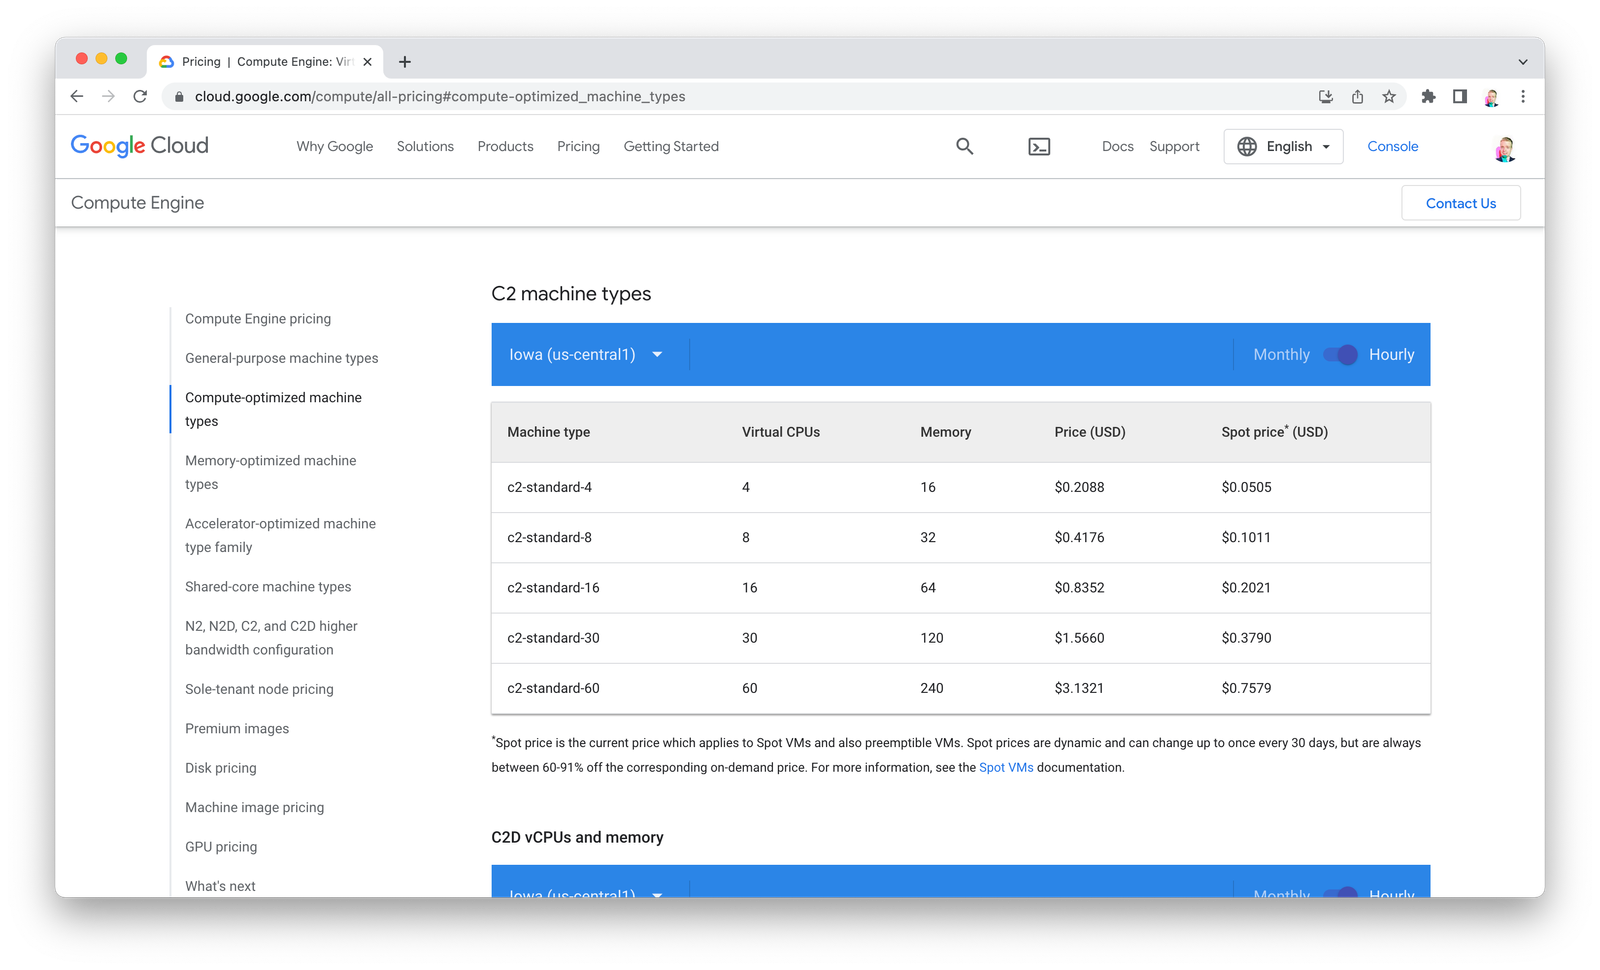 Pricing | Compute Engine: Virt
cloud.google.com/compute/all-pricing#compute-optimized_machine_types
Google Cloud
Why Google
Solutions
Products
Pricing
Getting Started
Docs
Support
English
Console
Compute Engine
Contact Us
Compute Engine pricing
General-purpose machine types
Compute-optimized machine
types
Memory-optimized machine
types
Accelerator-optimized machine
type family
Shared-core machine types
N2, N2D, C2, and C2D higher
bandwidth configuration
Sole-tenant node pricing
Premium images
Disk pricing
Machine image pricing
GPU pricing
What's next
C2 machine types
Iowa (us-central1)
Monthly
Hourly
Machine type Virtual CPUs Memory Price (USD) Spot price* (USD)
c2-standard-4 4 16 $0.2088 $0.0505
c2-standard-8 8 32 $0.4176 $0.1011
c2-standard-16 16 64 $0.8352 $0.2021
c2-standard-30 30 120 $1.5660 $0.3790
c2-standard-60 60 240 $3.1321 $0.7579
*Spot price is the current price which applies to Spot VMs and also preemptible VMs. Spot prices are dynamic and can change up to once every 30 days, but are always
between 60-91% off the corresponding on-demand price. For more information, see the Spot VMs documentation.
C2D vCPUs and memory
Iowa (us-central1)
Monthly
Hourly